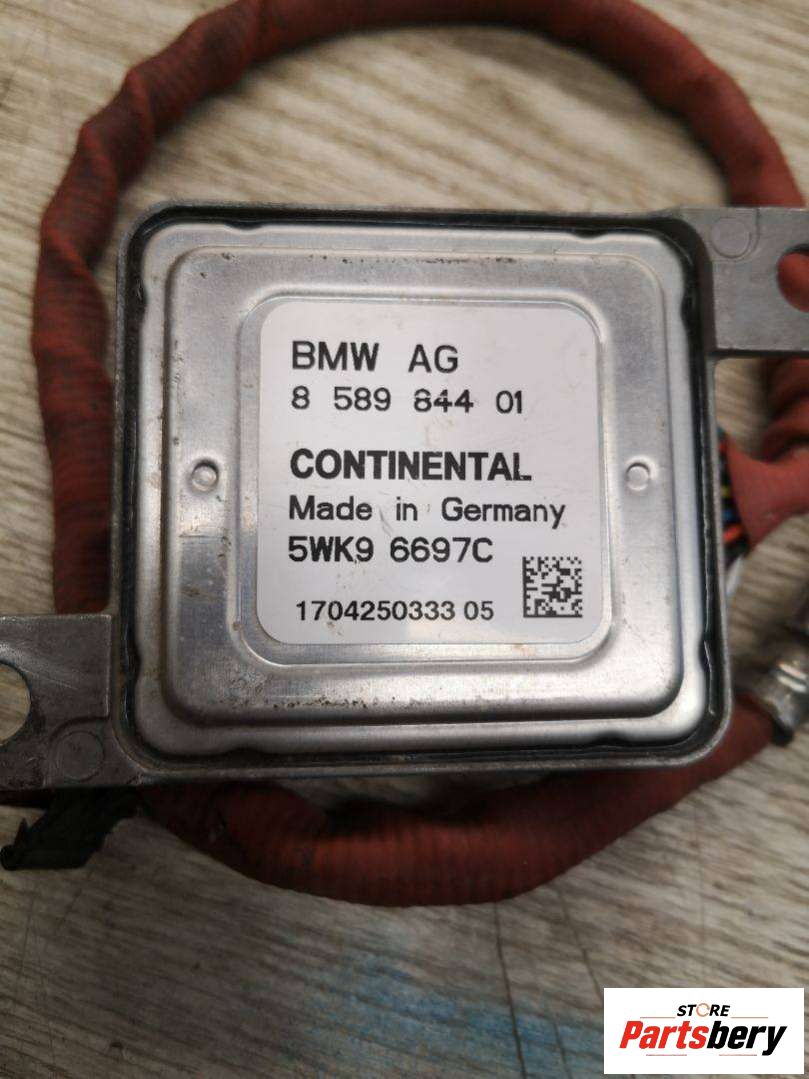 BMW AG
8 589 844 01
CONTINENTAL
Made in Germany
5WK9 6697C
1704250333 05
STORE
Partsbery